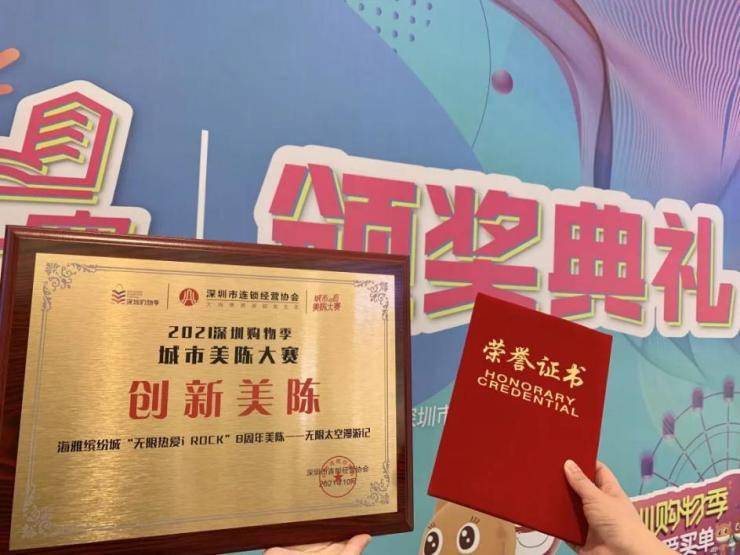 颁奖典礼
深圳购物季
深圳市连锁经营协会
城市美陈大赛
2021深圳购物季
城市美陈大赛
创新美陈
海雅缤纷城“无限热爱i ROCK”8周年美陈——无限太空漫游记
深圳市连锁经营协会
2021年10月
荣誉证书
HONORARY
CREDENTIAL
深圳市
圳购物季
买单